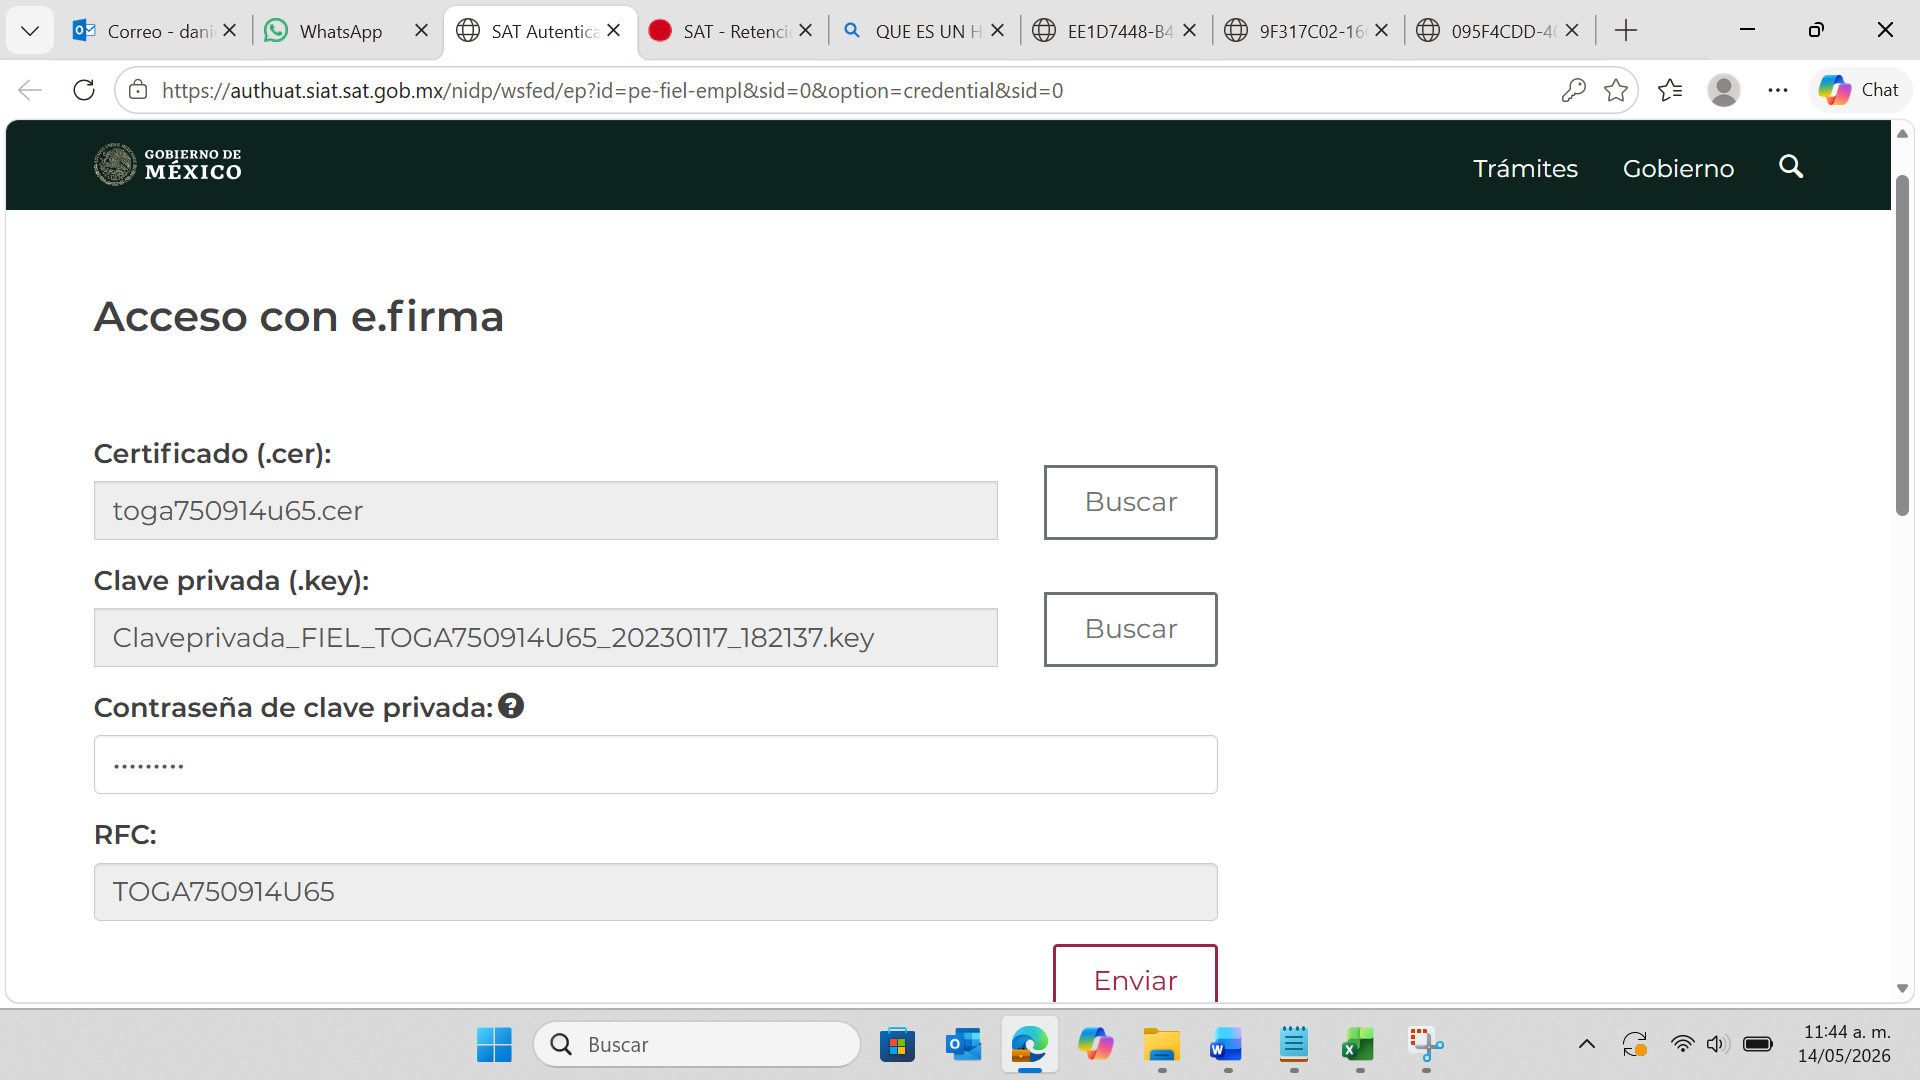 Correo - dani
WhatsApp
SAT Autentica
SAT - Retenci
QUE ES UN H
EE1D7448-B4
9F317C02-16
095F4CDD-40
https://authuat.siat.sat.gob.mx/nidp/wsfed/ep?id=pe-fiel-empl&sid=0&option=credential&sid=0
Chat
GOBIERNO DE
MÉXICO
Trámites
Gobierno
Acceso con e.firma
Certificado (.cer):
toga750914u65.cer
Buscar
Clave privada (.key):
Claveprivada_FIEL_TOGA750914U65_20230117_182137.key
Buscar
Contraseña de clave privada:
RFC:
TOGA750914U65
Enviar
Buscar
11:44 a. m.
14/05/2026